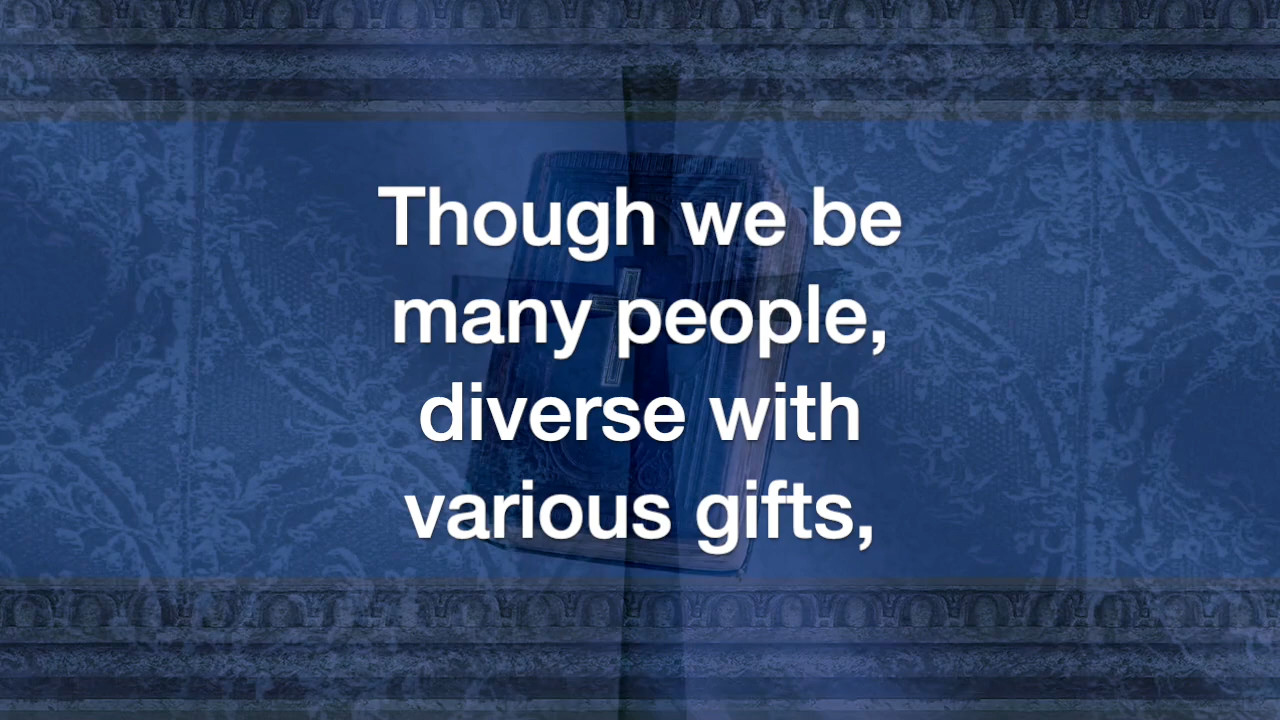 Though we be
many people,
diverse with
various gifts,